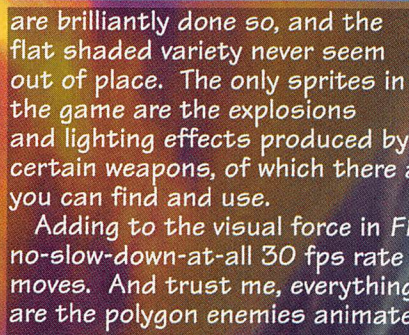 are brilliantly done so, and the
flat shaded variety never seem
out of place. The only sprites in
the game are the explosions
and lighting effects produced by
certain weapons, of which there
you can find and use.
Adding to the visual force in
no-slow-down-at-all 30 fps rate
moves. And trust me, everything
are the polygon enemies animate